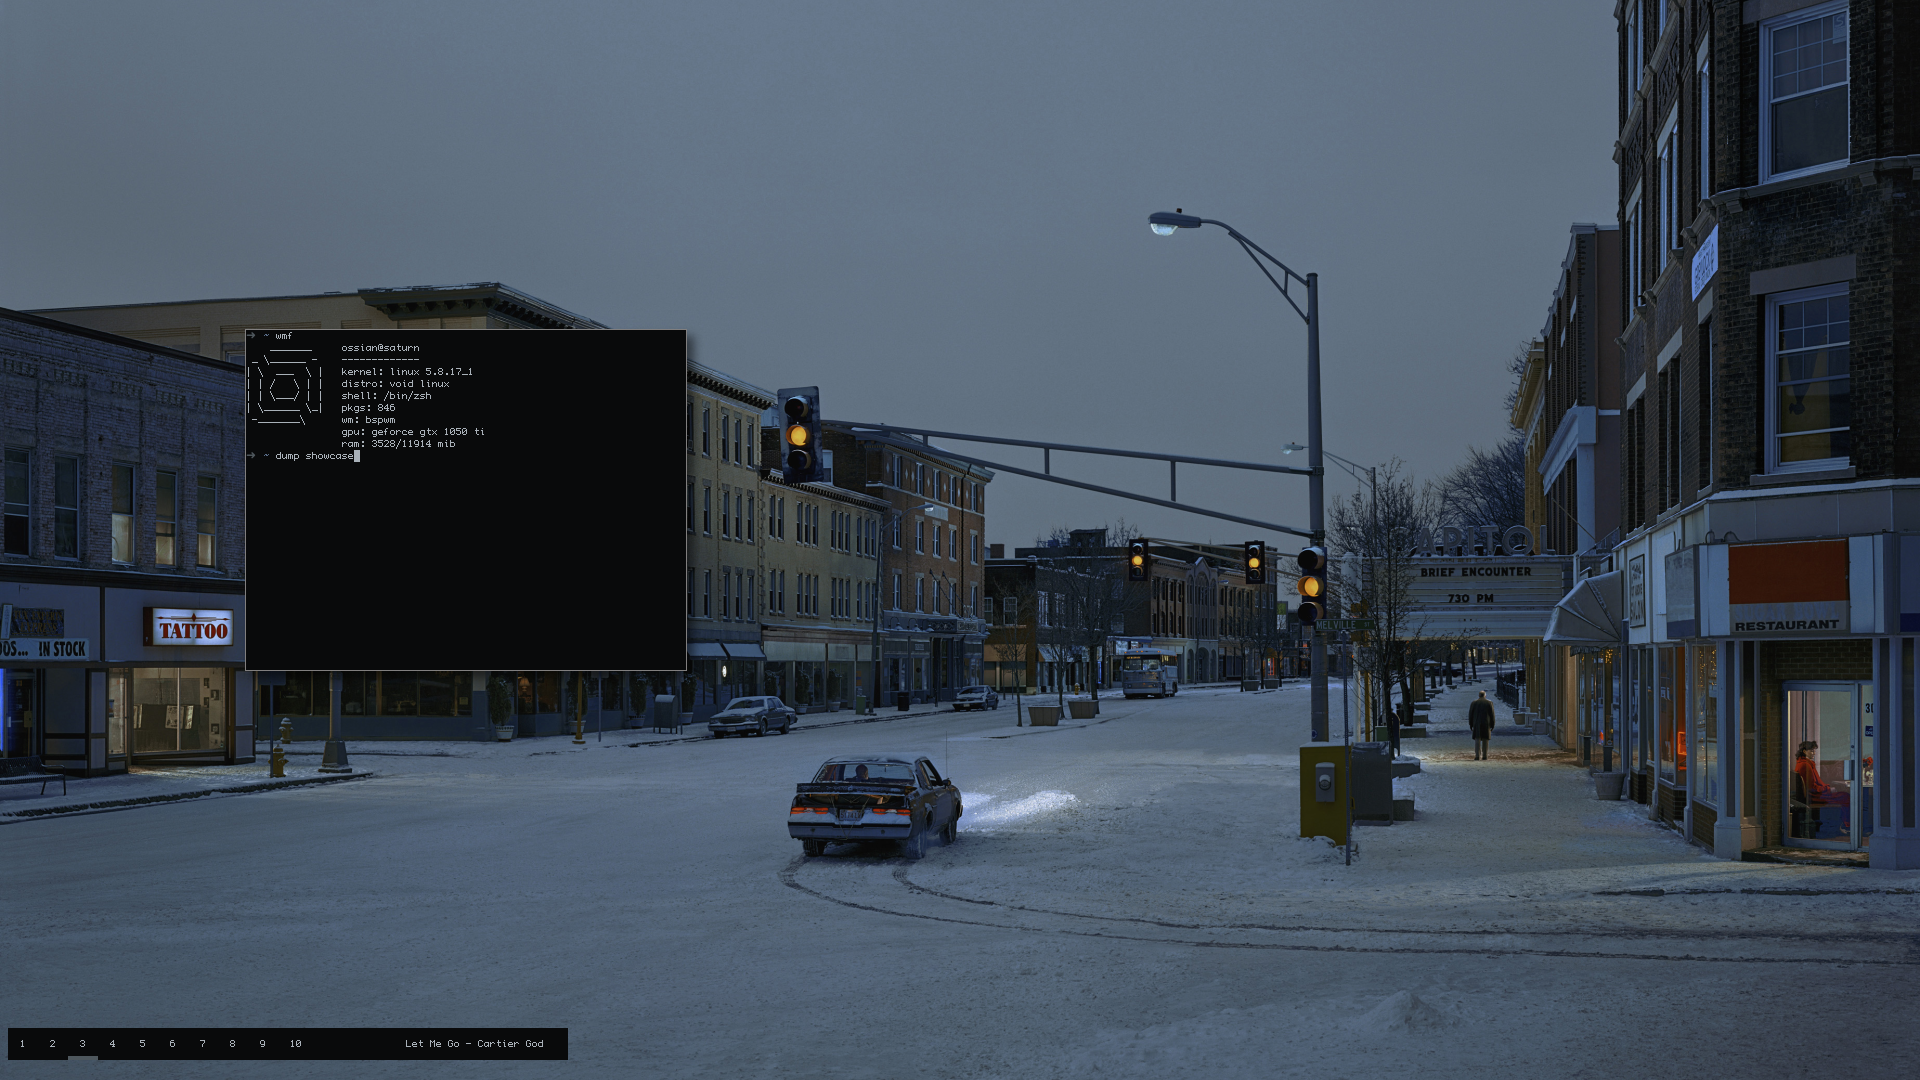 → ~ wmf
ossian@saturn
-------------
kernel: linux 5.8.17_1
distro: void linux
shell: /bin/zsh
pkgs: 846
wm: bspwm
gpu: geforce gtx 1050 ti
ram: 3528/11914 mib
→ ~ dump showcase
CAPITOL
BRIEF ENCOUNTER
730 PM
MELVILLE
RESTAURANT
TATTOO
IN STOCK
1 2 3 4 5 6 7 8 9 10
Let Me Go - Cartier God